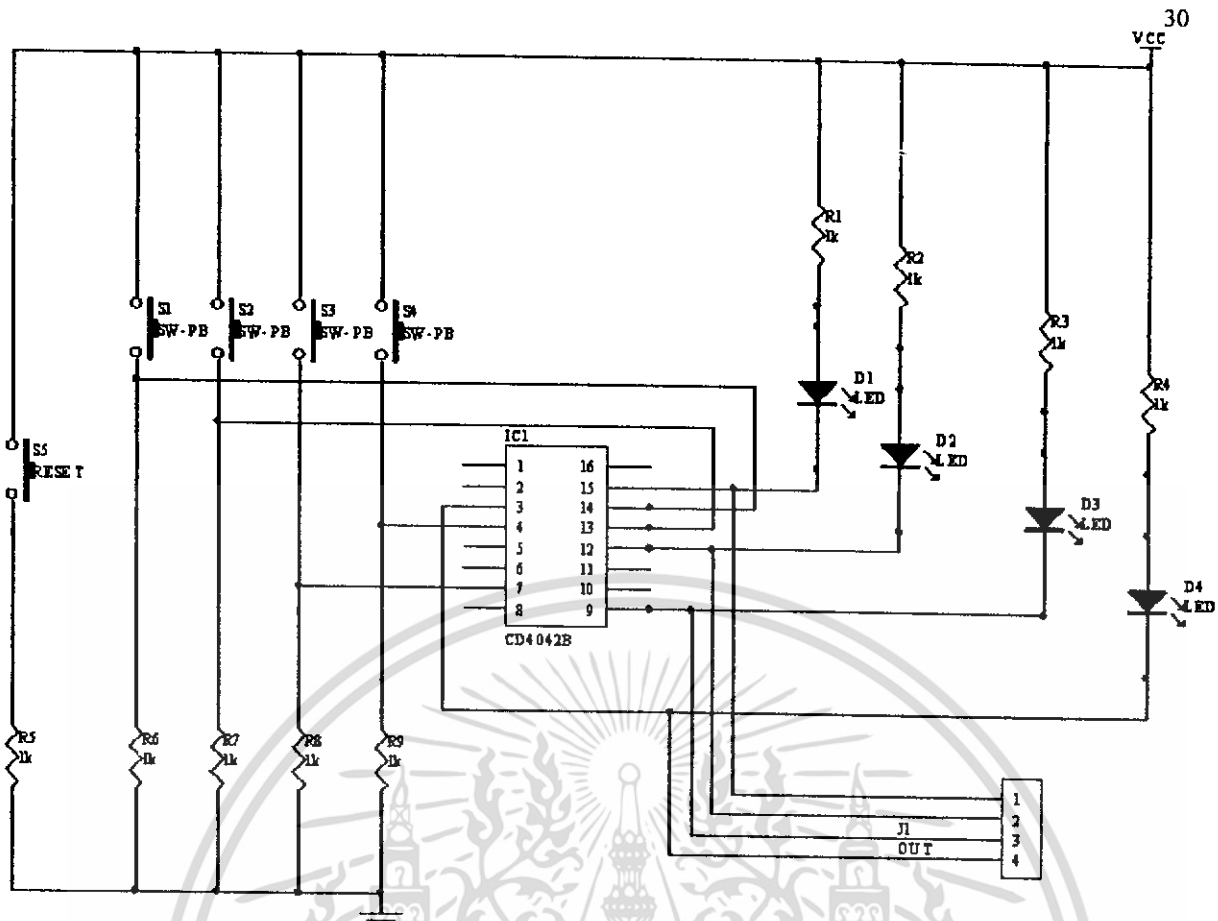 30
VCC
R1
1k
R2
1k
S1
SW-PB
S2
SW-PB
S3
SW-PB
S4
SW-PB
R3
1k
D1
LED
R4
1k
S5
RESET
IC1
D2
LED
1 16
2 15
3 14
4 13
5 12
6 11
7 10
8 9
CD4042B
D3
LED
D4
LED
R5
1k
R6
1k
R7
1k
R8
1k
R9
1k
J1
OUT
1
2
3
4